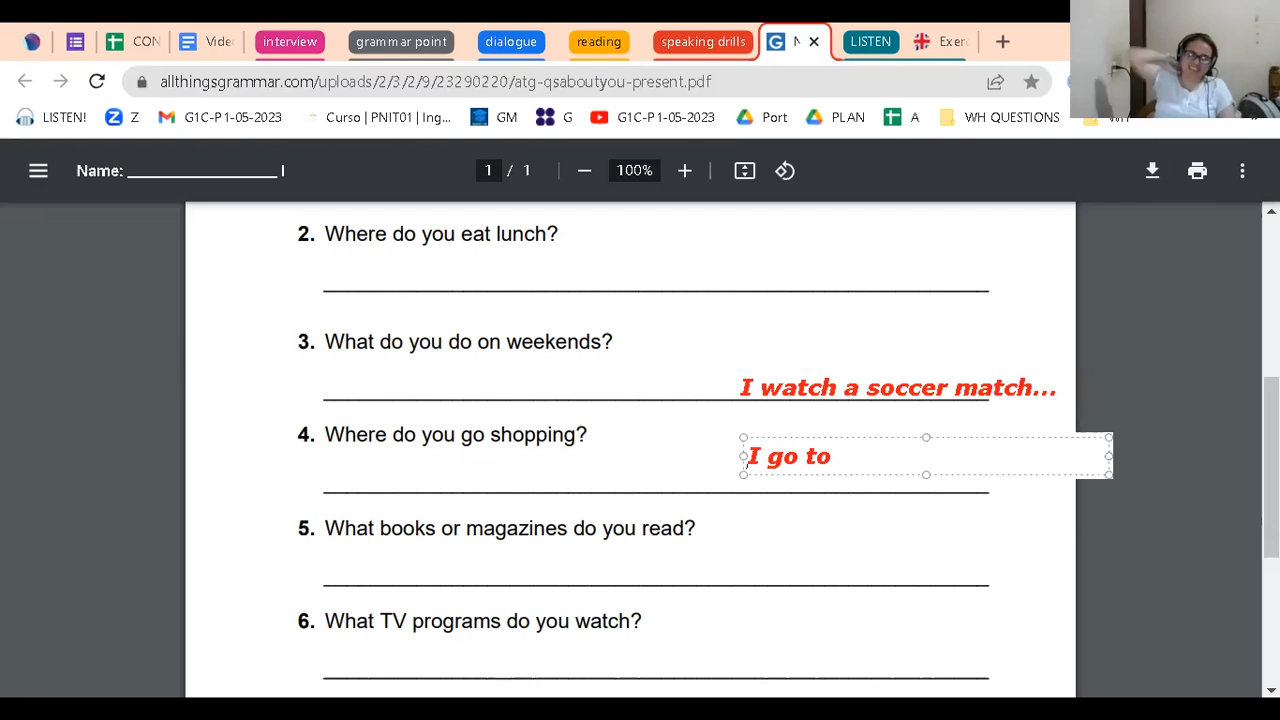 CON
Vide
interview
grammar point
dialogue
reading
speaking drills
LISTEN
Exer
allthingsgrammar.com/uploads/2/3/2/9/23290220/atg-qsaboutyou-present.pdf
LISTEN! Z G1C-P1-05-2023 Curso | PNIT01 | Ing... GM G G1C-P1-05-2023 Port PLAN A WH QUESTIONS
Name: ______________ I 1 / 1 100%
2. Where do you eat lunch?
3. What do you do on weekends?
I watch a soccer match...
4. Where do you go shopping?
I go to
5. What books or magazines do you read?
6. What TV programs do you watch?